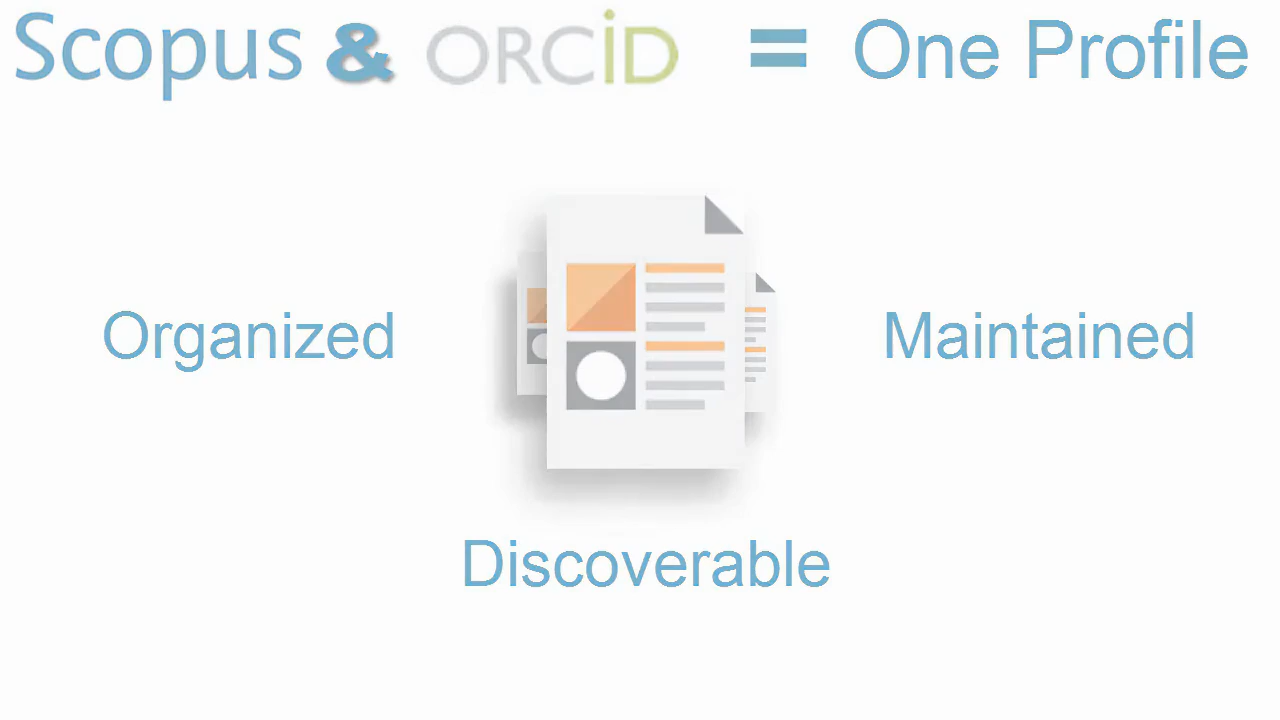 Scopus & ORCiD = One Profile
Organized
Maintained
Discoverable